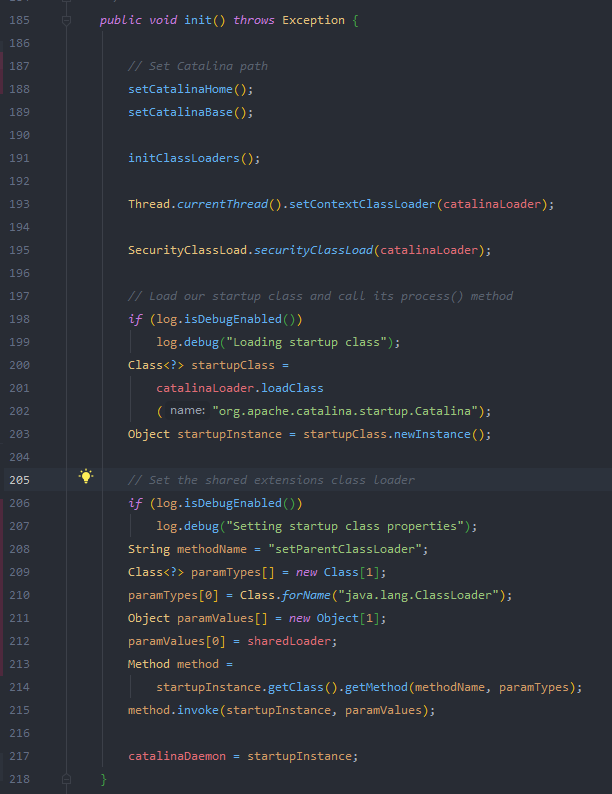 185 public void init() throws Exception {
186
187 // Set Catalina path
188 setCatalinaHome();
189 setCatalinaBase();
190
191 initClassLoaders();
192
193 Thread.currentThread().setContextClassLoader(catalinaLoader);
194
195 SecurityClassLoad.securityClassLoad(catalinaLoader);
196
197 // Load our startup class and call its process() method
198 if (log.isDebugEnabled())
199 log.debug("Loading startup class");
200 Class<?> startupClass =
201 catalinaLoader.loadClass
202 ( name: "org.apache.catalina.startup.Catalina");
203 Object startupInstance = startupClass.newInstance();
204
205 // Set the shared extensions class loader
206 if (log.isDebugEnabled())
207 log.debug("Setting startup class properties");
208 String methodName = "setParentClassLoader";
209 Class<?> paramTypes[] = new Class[1];
210 paramTypes[0] = Class.forName("java.lang.ClassLoader");
211 Object paramValues[] = new Object[1];
212 paramValues[0] = sharedLoader;
213 Method method =
214 startupInstance.getClass().getMethod(methodName, paramTypes);
215 method.invoke(startupInstance, paramValues);
216
217 catalinaDaemon = startupInstance;
218 }